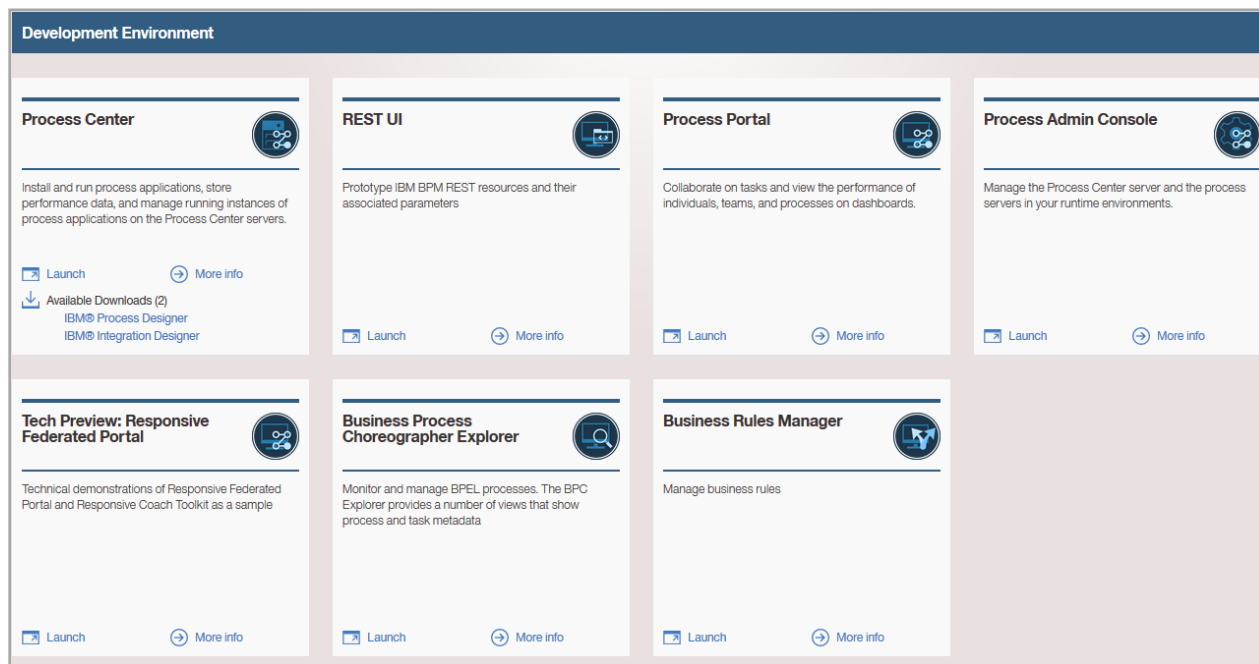 Development Environment
Process Center
Install and run process applications, store
performance data, and manage running instances of
process applications on the Process Center servers.
Launch
More info
Available Downloads (2)
IBM® Process Designer
IBM® Integration Designer
REST UI
Prototype IBM BPM REST resources and their
associated parameters
Launch
More info
Process Portal
Collaborate on tasks and view the performance of
individuals, teams, and processes on dashboards.
Launch
More info
Process Admin Console
Manage the Process Center server and the process
servers in your runtime environments.
Launch
More info
Tech Preview: Responsive
Federated Portal
Technical demonstrations of Responsive Federated
Portal and Responsive Coach Toolkit as a sample
Launch
More info
Business Process
Choreographer Explorer
Monitor and manage BPEL processes. The BPC
Explorer provides a number of views that show
process and task metadata
Launch
More info
Business Rules Manager
Manage business rules
Launch
More info